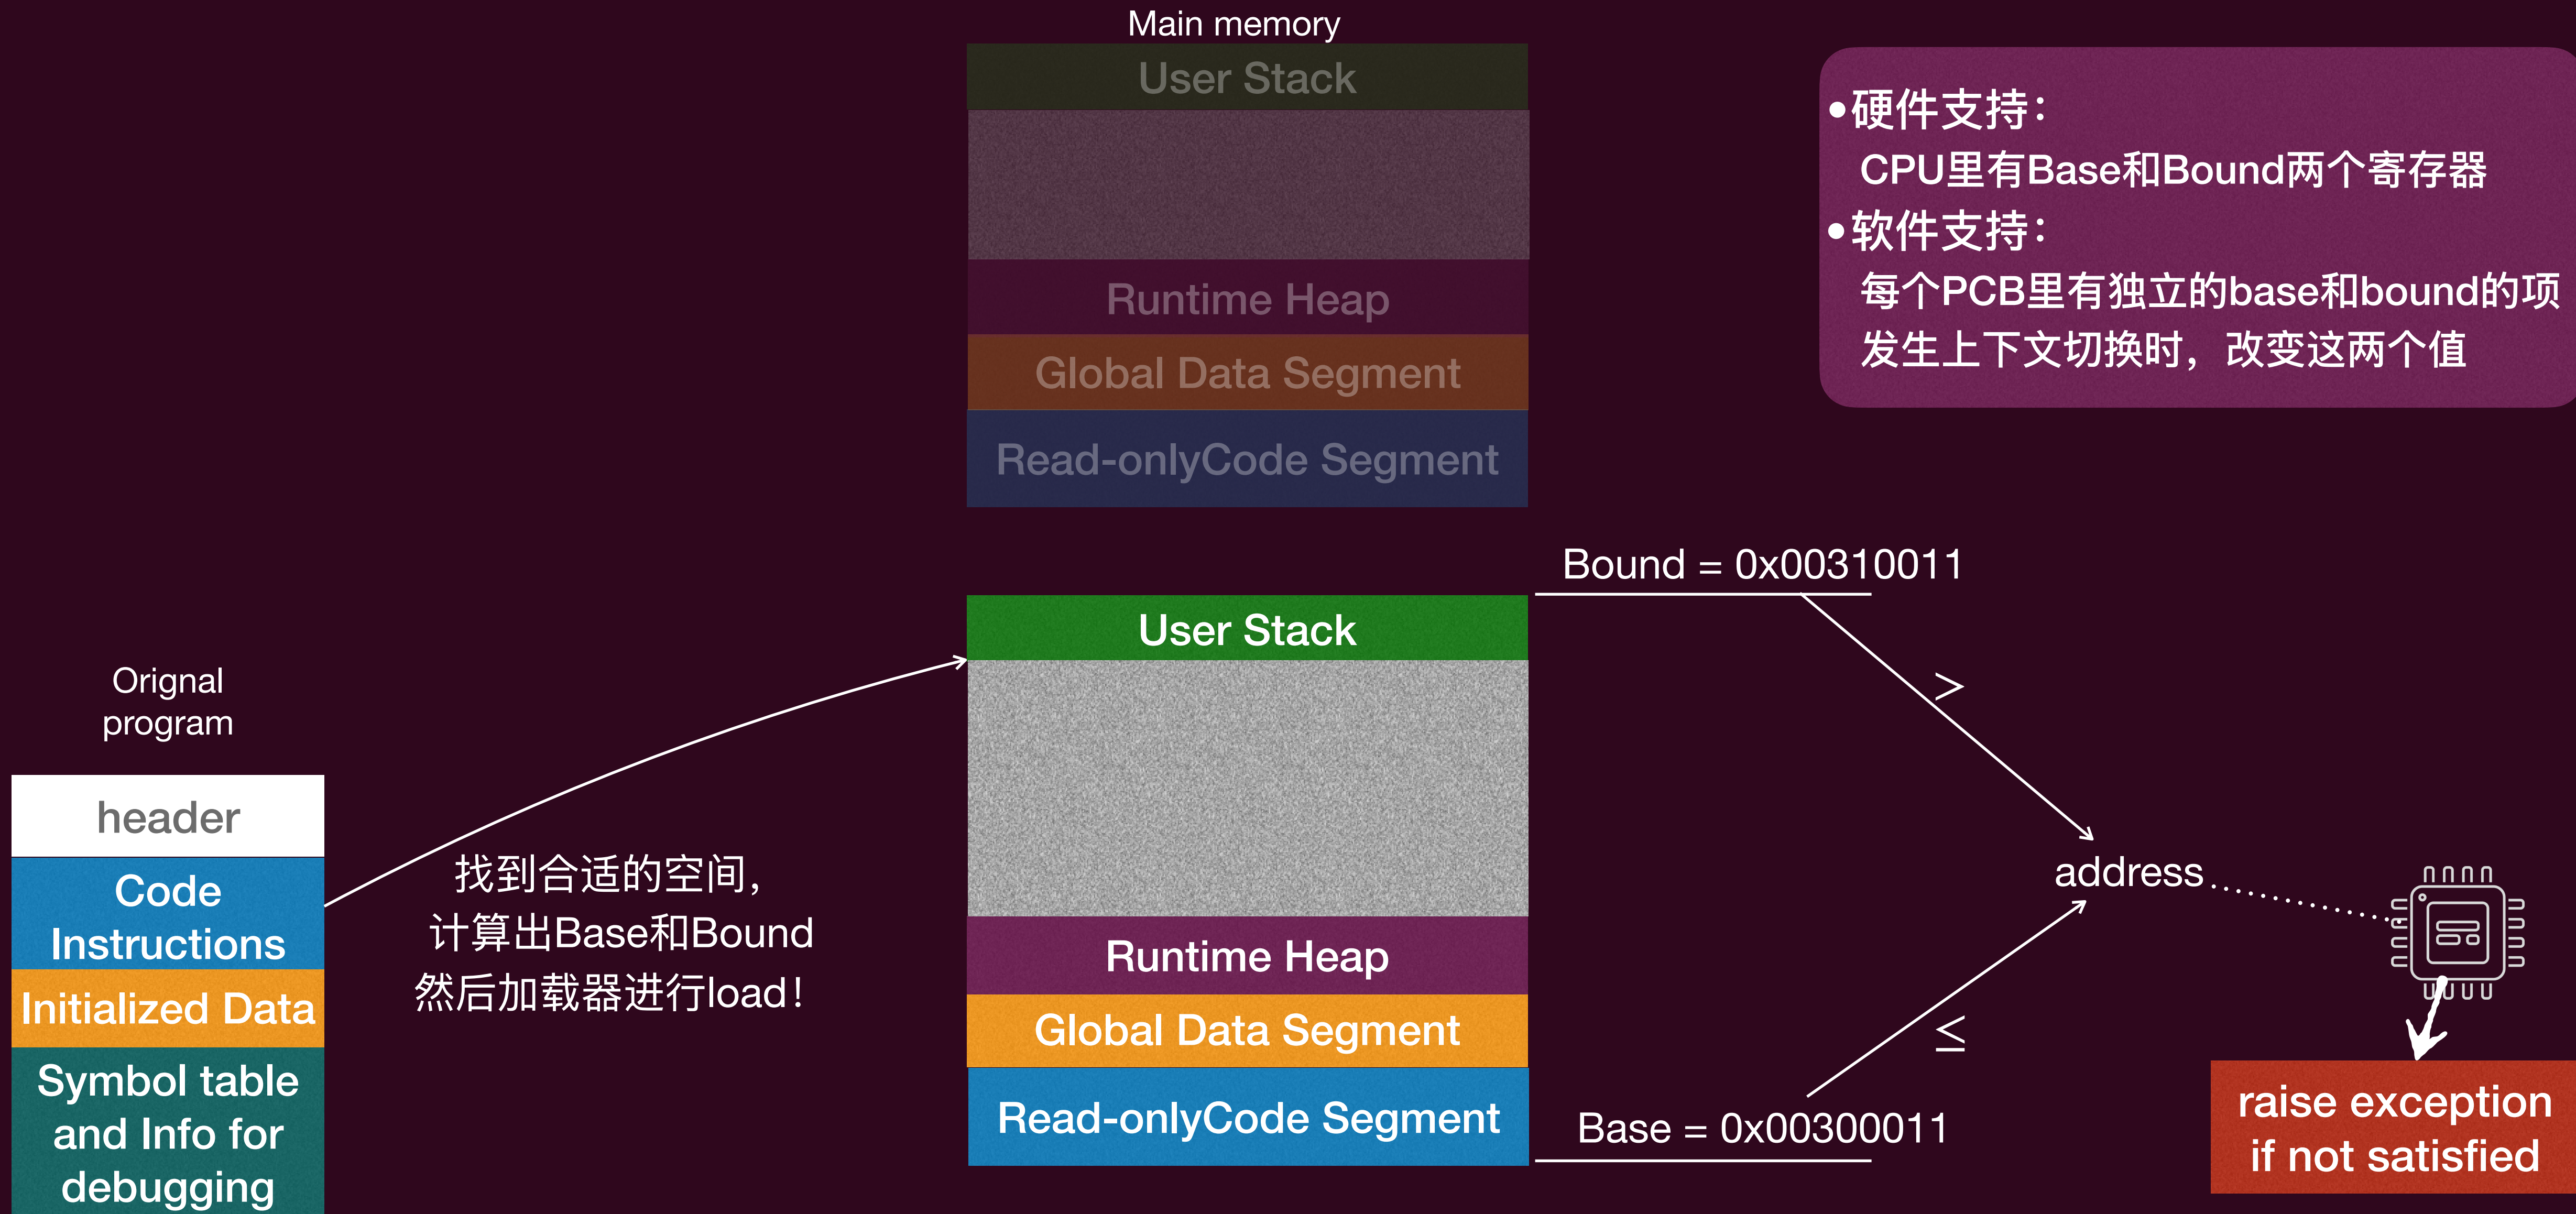 Main memory
User Stack
Runtime Heap
Global Data Segment
Read-onlyCode Segment
•硬件支持：
CPU里有Base和Bound两个寄存器
•软件支持：
每个PCB里有独立的base和bound的项
发生上下文切换时，改变这两个值
Orignal
program
header
Code
Instructions
Initialized Data
Symbol table
and Info for
debugging
找到合适的空间，
计算出Base和Bound
然后加载器进行load！
User Stack
Runtime Heap
Global Data Segment
Read-onlyCode Segment
Bound = 0x00310011
>
address
≤
Base = 0x00300011
raise exception
if not satisfied